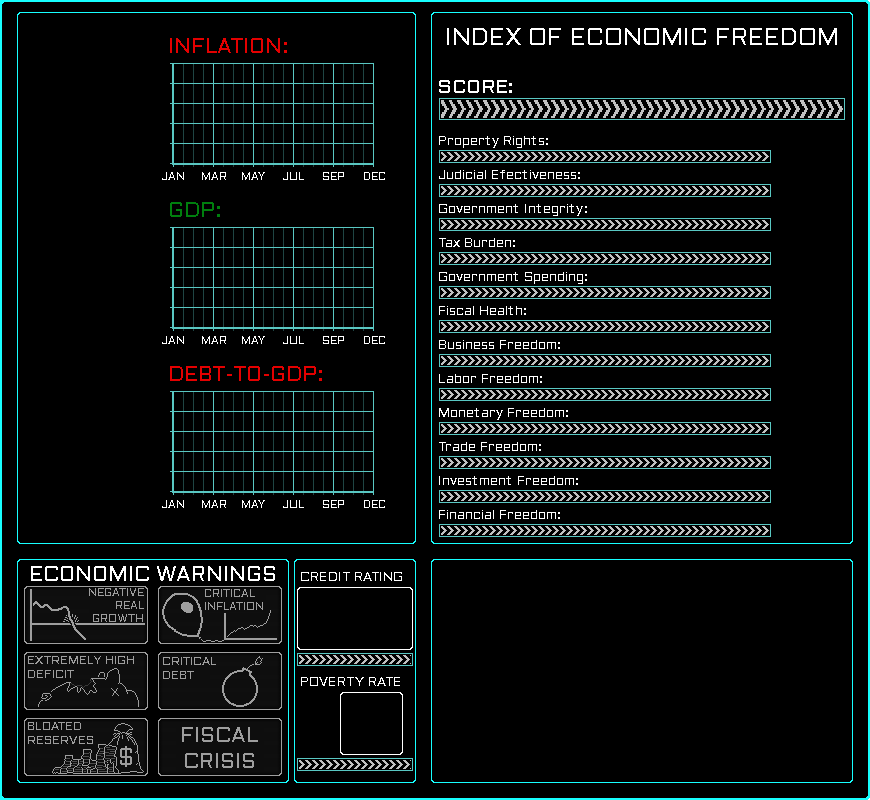 INFLATION:
JAN MAR MAY JUL SEP DEC
GDP:
JAN MAR MAY JUL SEP DEC
DEBT-TO-GDP:
JAN MAR MAY JUL SEP DEC
INDEX OF ECONOMIC FREEDOM
SCORE:
Property Rights:
Judicial Efectiveness:
Government Integrity:
Tax Burden:
Government Spending:
Fiscal Health:
Business Freedom:
Labor Freedom:
Monetary Freedom:
Trade Freedom:
Investment Freedom:
Financial Freedom:
ECONOMIC WARNINGS
NEGATIVE
REAL
GROWTH
CRITICAL
INFLATION
EXTREMELY HIGH
DEFICIT
CRITICAL
DEBT
BLOATED
RESERVES
$
FISCAL
CRISIS
CREDIT RATING
POVERTY RATE